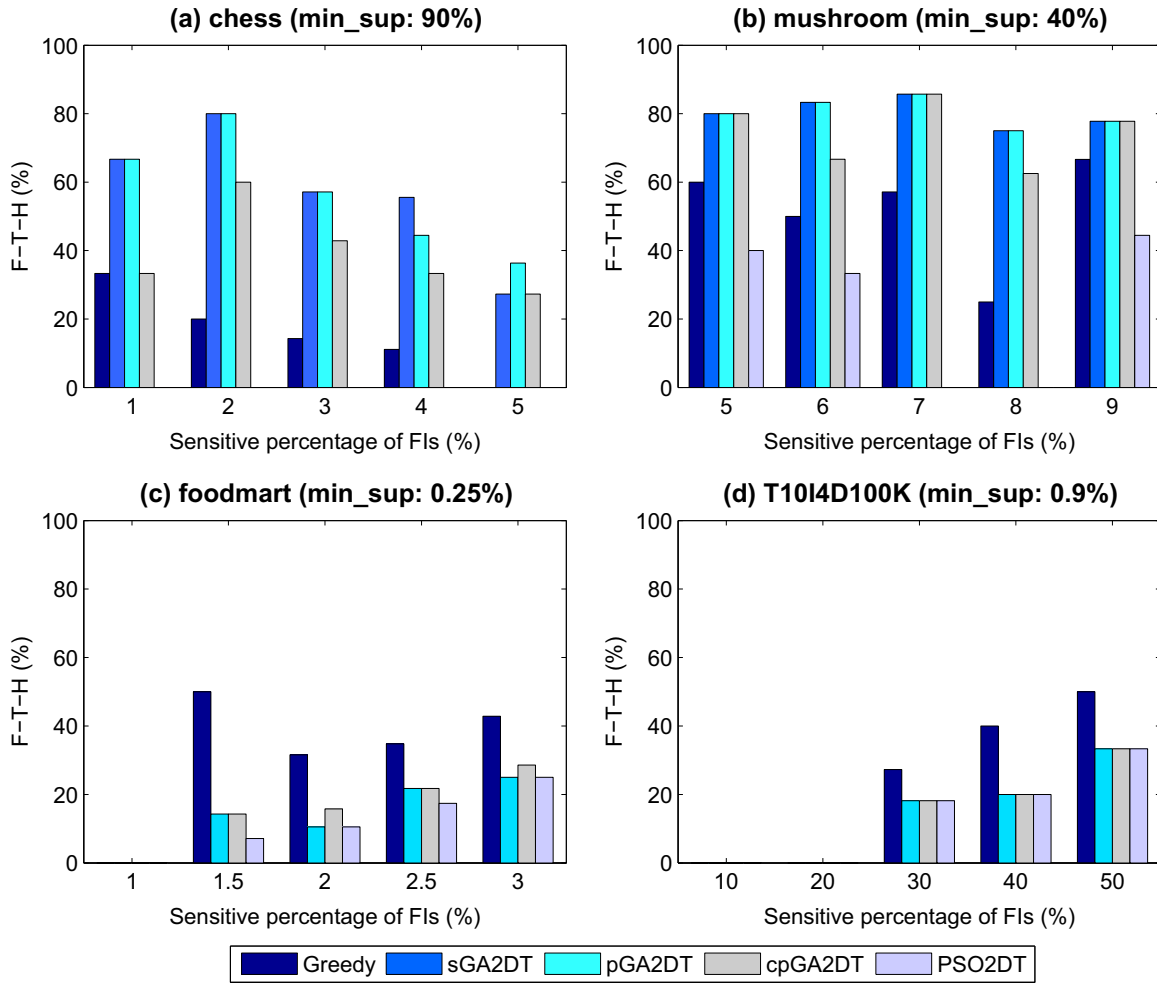 (a) chess (min_sup: 90%)
F−T−H (%)
100
80
60
40
20
0
1 2 3 4 5
Sensitive percentage of FIs (%)
(b) mushroom (min_sup: 40%)
F−T−H (%)
100
80
60
40
20
0
5 6 7 8 9
Sensitive percentage of FIs (%)
(c) foodmart (min_sup: 0.25%)
F−T−H (%)
100
80
60
40
20
0
1 1.5 2 2.5 3
Sensitive percentage of FIs (%)
(d) T10I4D100K (min_sup: 0.9%)
F−T−H (%)
100
80
60
40
20
0
10 20 30 40 50
Sensitive percentage of FIs (%)
Greedy sGA2DT pGA2DT cpGA2DT PSO2DT